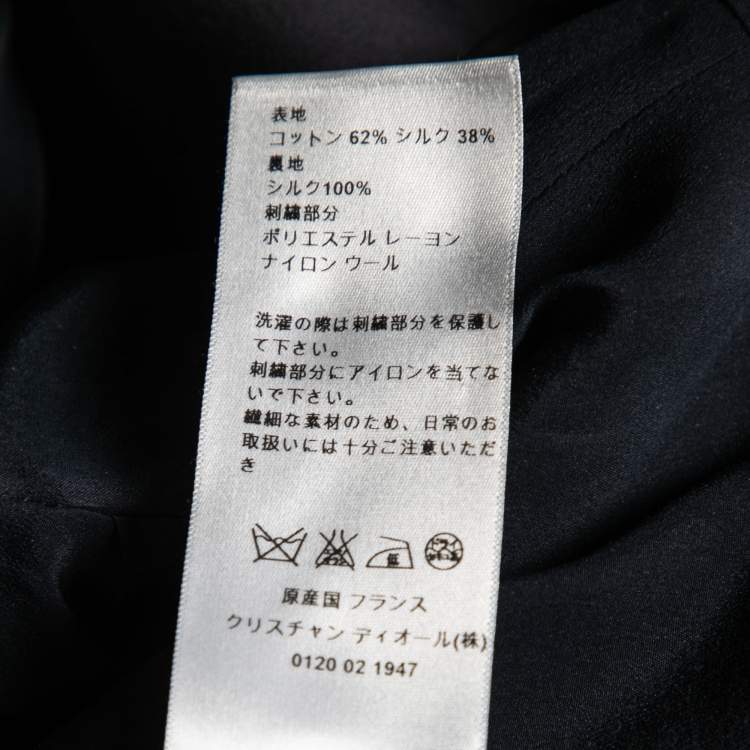 表地
コットン 62% シルク 38%
裏地
シルク100%
刺繍部分
ポリエステル レーヨン
ナイロン ウール
洗濯の際は刺繍部分を保護し
て下さい。
刺繍部分にアイロンを当てな
いで下さい。
繊細な素材のため、日常のお
取扱いには十分ご注意いただ
き
低
ドライ
原産国 フランス
クリスチャン ディオール(株)
0120 02 1947